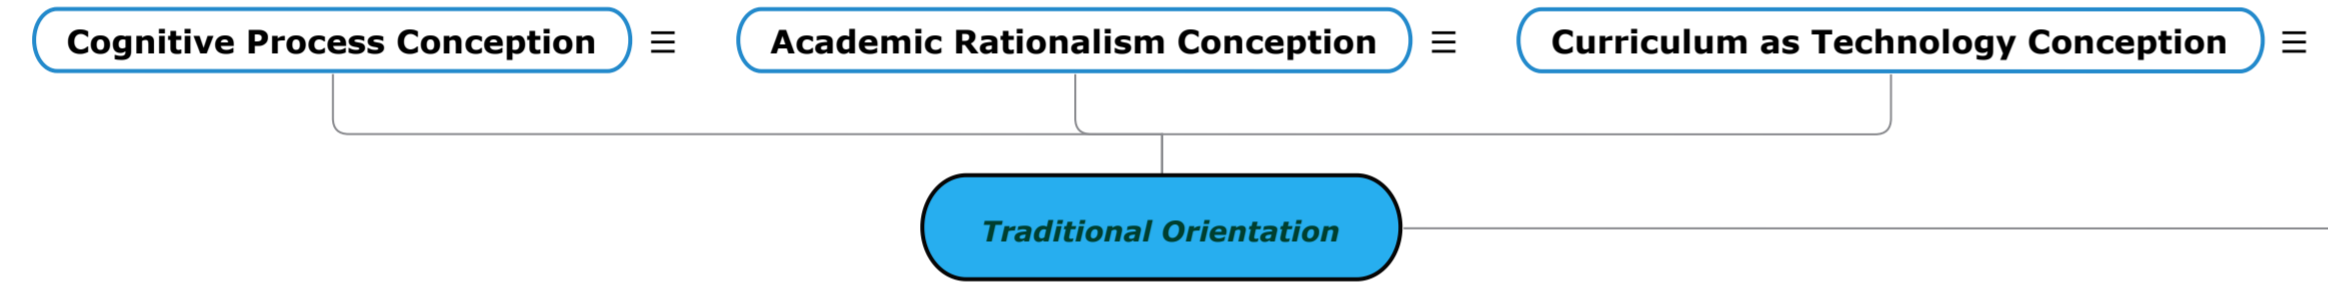 Cognitive Process Conception
Academic Rationalism Conception
Curriculum as Technology Conception
Traditional Orientation